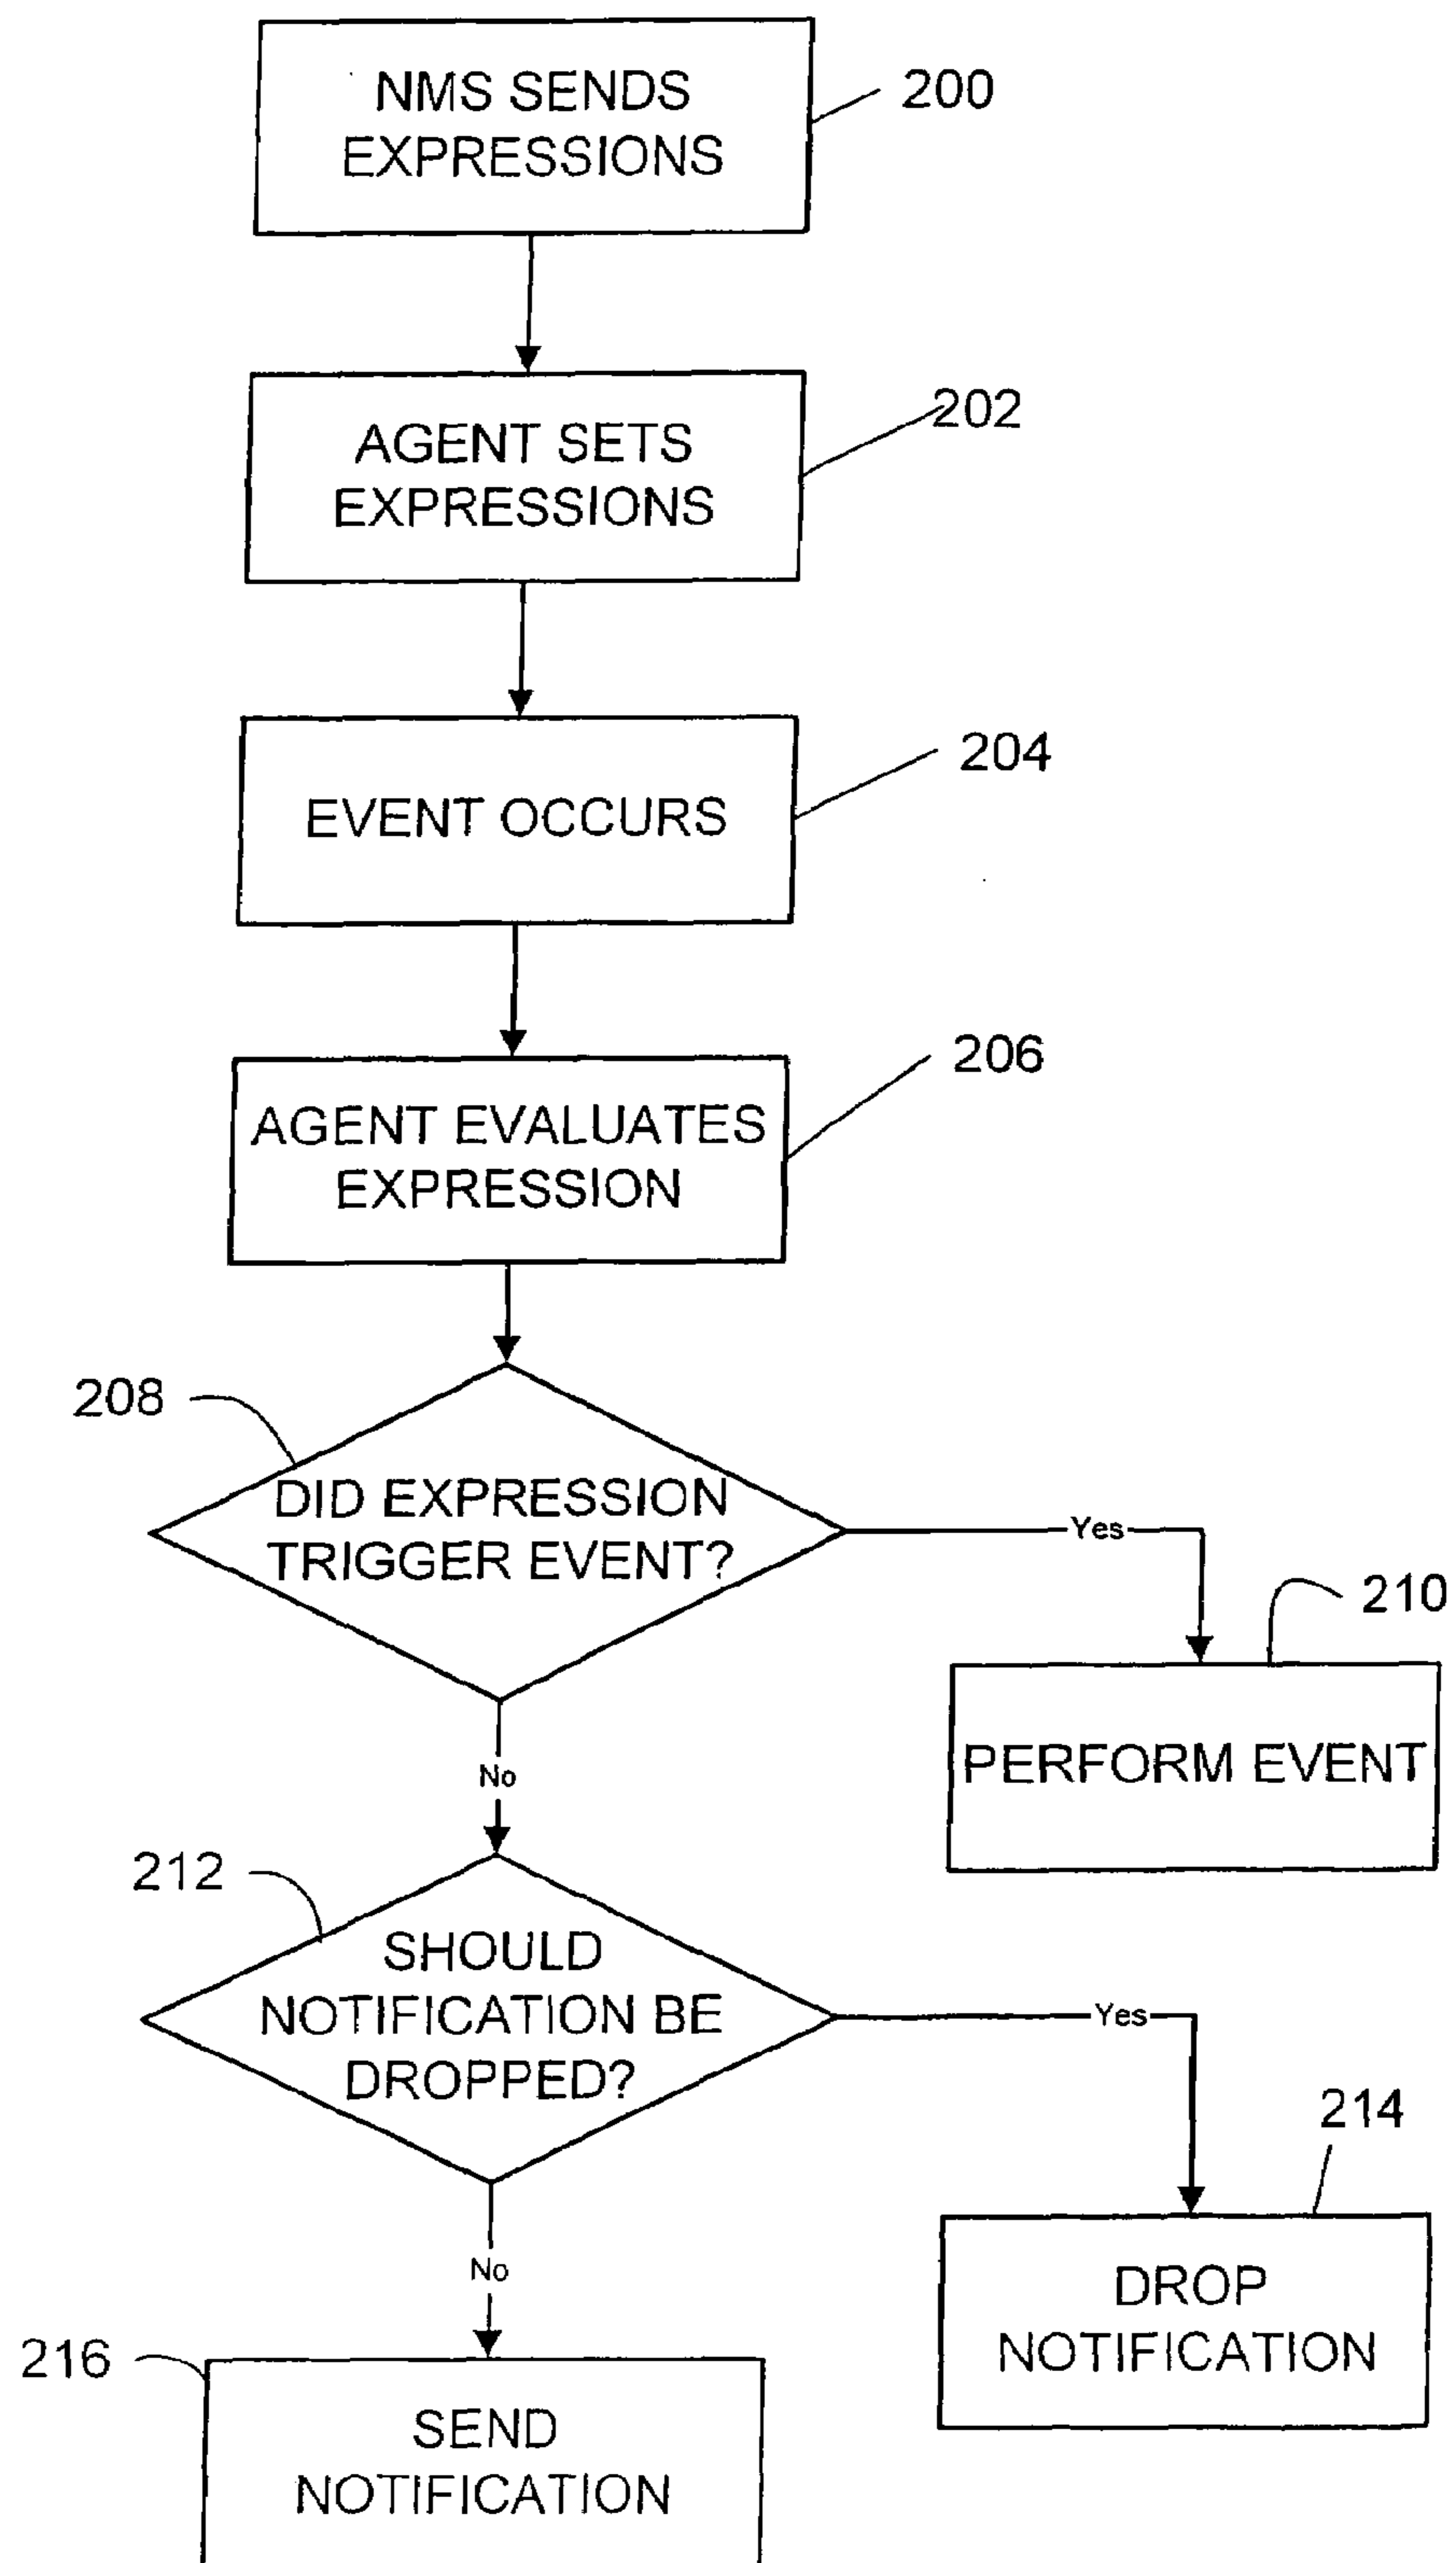 NMS SENDS
EXPRESSIONS
200
AGENT SETS
EXPRESSIONS
202
EVENT OCCURS
204
AGENT EVALUATES
EXPRESSION
206
208
DID EXPRESSION
TRIGGER EVENT?
Yes
210
PERFORM EVENT
No
212
SHOULD
NOTIFICATION BE
DROPPED?
Yes
214
DROP
NOTIFICATION
No
216
SEND
NOTIFICATION